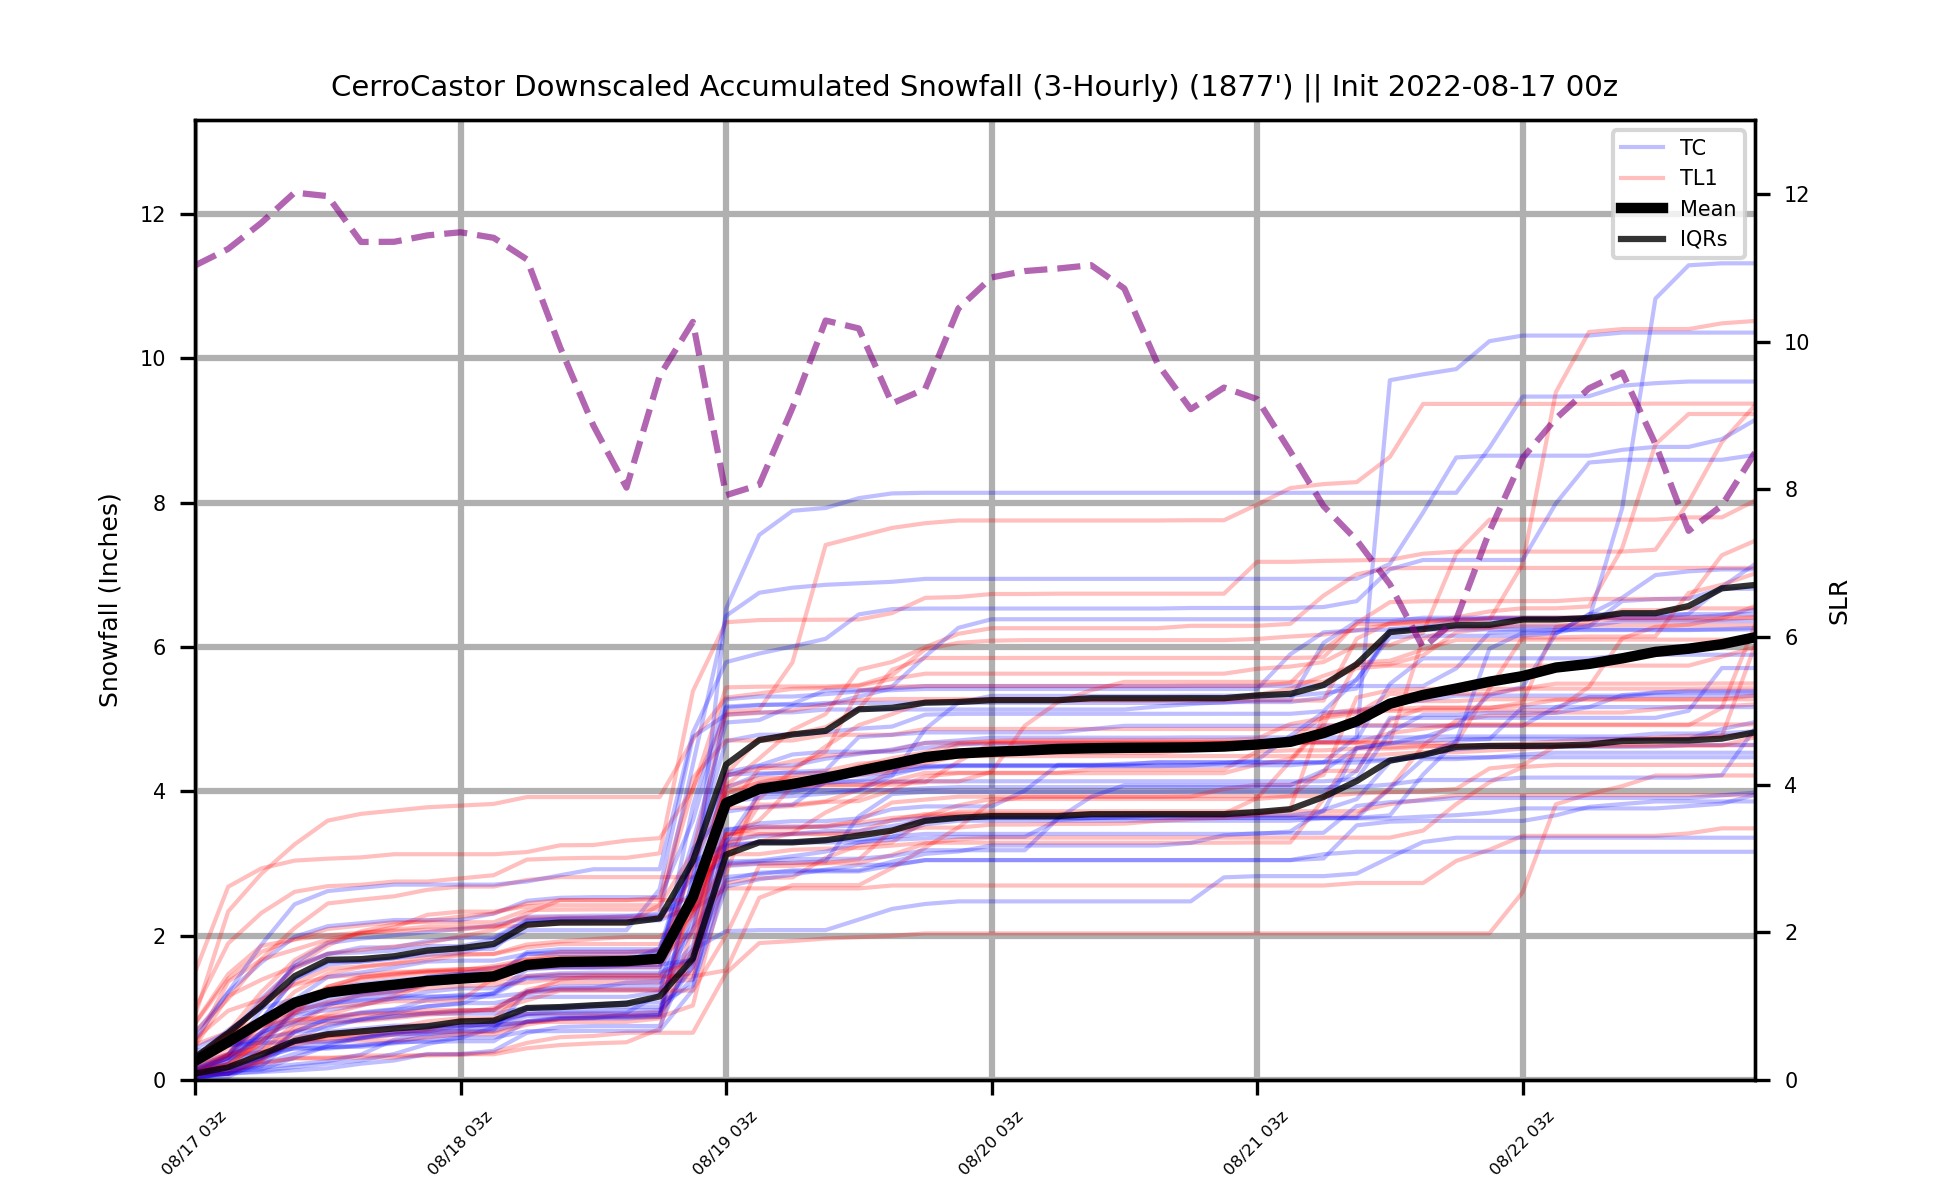 CerroCastor Downscaled Accumulated Snowfall (3-Hourly) (1877') || Init 2022-08-17 00z
TC
TL1
Mean
IQRs
12
10
8
6
4
2
0
Snowfall (Inches)
12
10
8
6
4
2
0
SLR
08/17 03z
08/18 03z
08/19 03z
08/20 03z
08/21 03z
08/22 03z